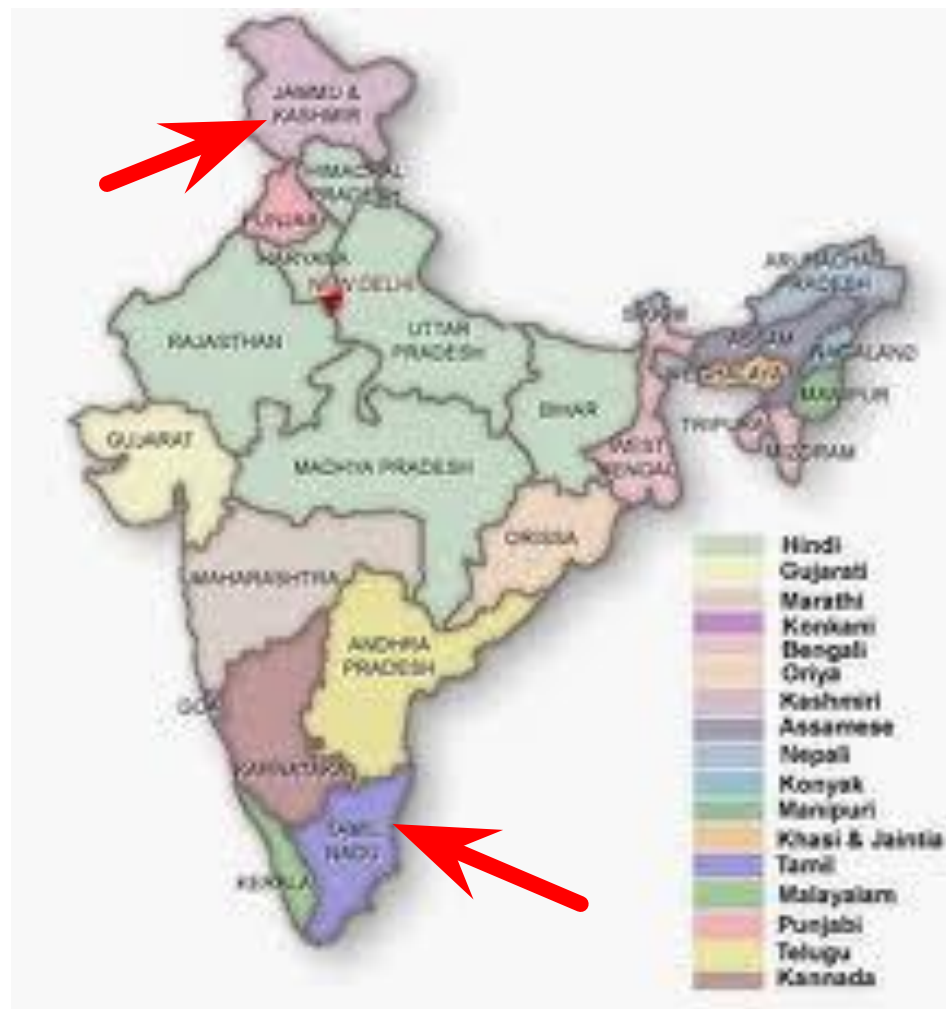 JAMMU &
KASHMIR
HIMACHAL
PRADESH
PUNJAB
HARYANA
NEW DELHI
RAJASTHAN
UTTAR
PRADESH
SIKKIM
ARUNACHAL
PRADESH
ASSAM
NAGALAND
MEGHALAYA
MANIPUR
BIHAR
TRIPURA
MIZORAM
GUJARAT
MADHYA PRADESH
WEST
BENGAL
ORISSA
MAHARASHTRA
ANDHRA
PRADESH
GOA
KARNATAKA
TAMIL
NADU
KERALA
Hindi
Gujarati
Marathi
Konkani
Bengali
Oriya
Kashmiri
Assamese
Nepali
Konyak
Manipuri
Khasi & Jaintia
Tamil
Malayalam
Punjabi
Telugu
Kannada